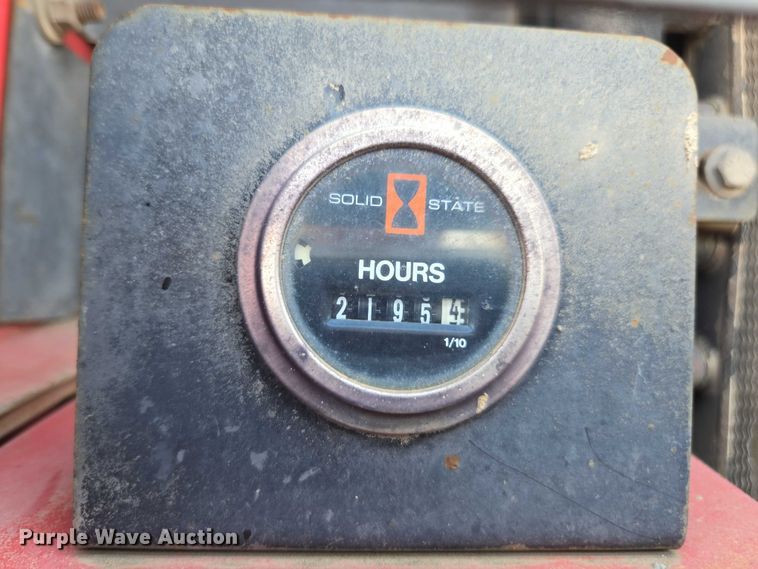 SOLID STATE
HOURS
21954
1/10
Purple Wave Auction